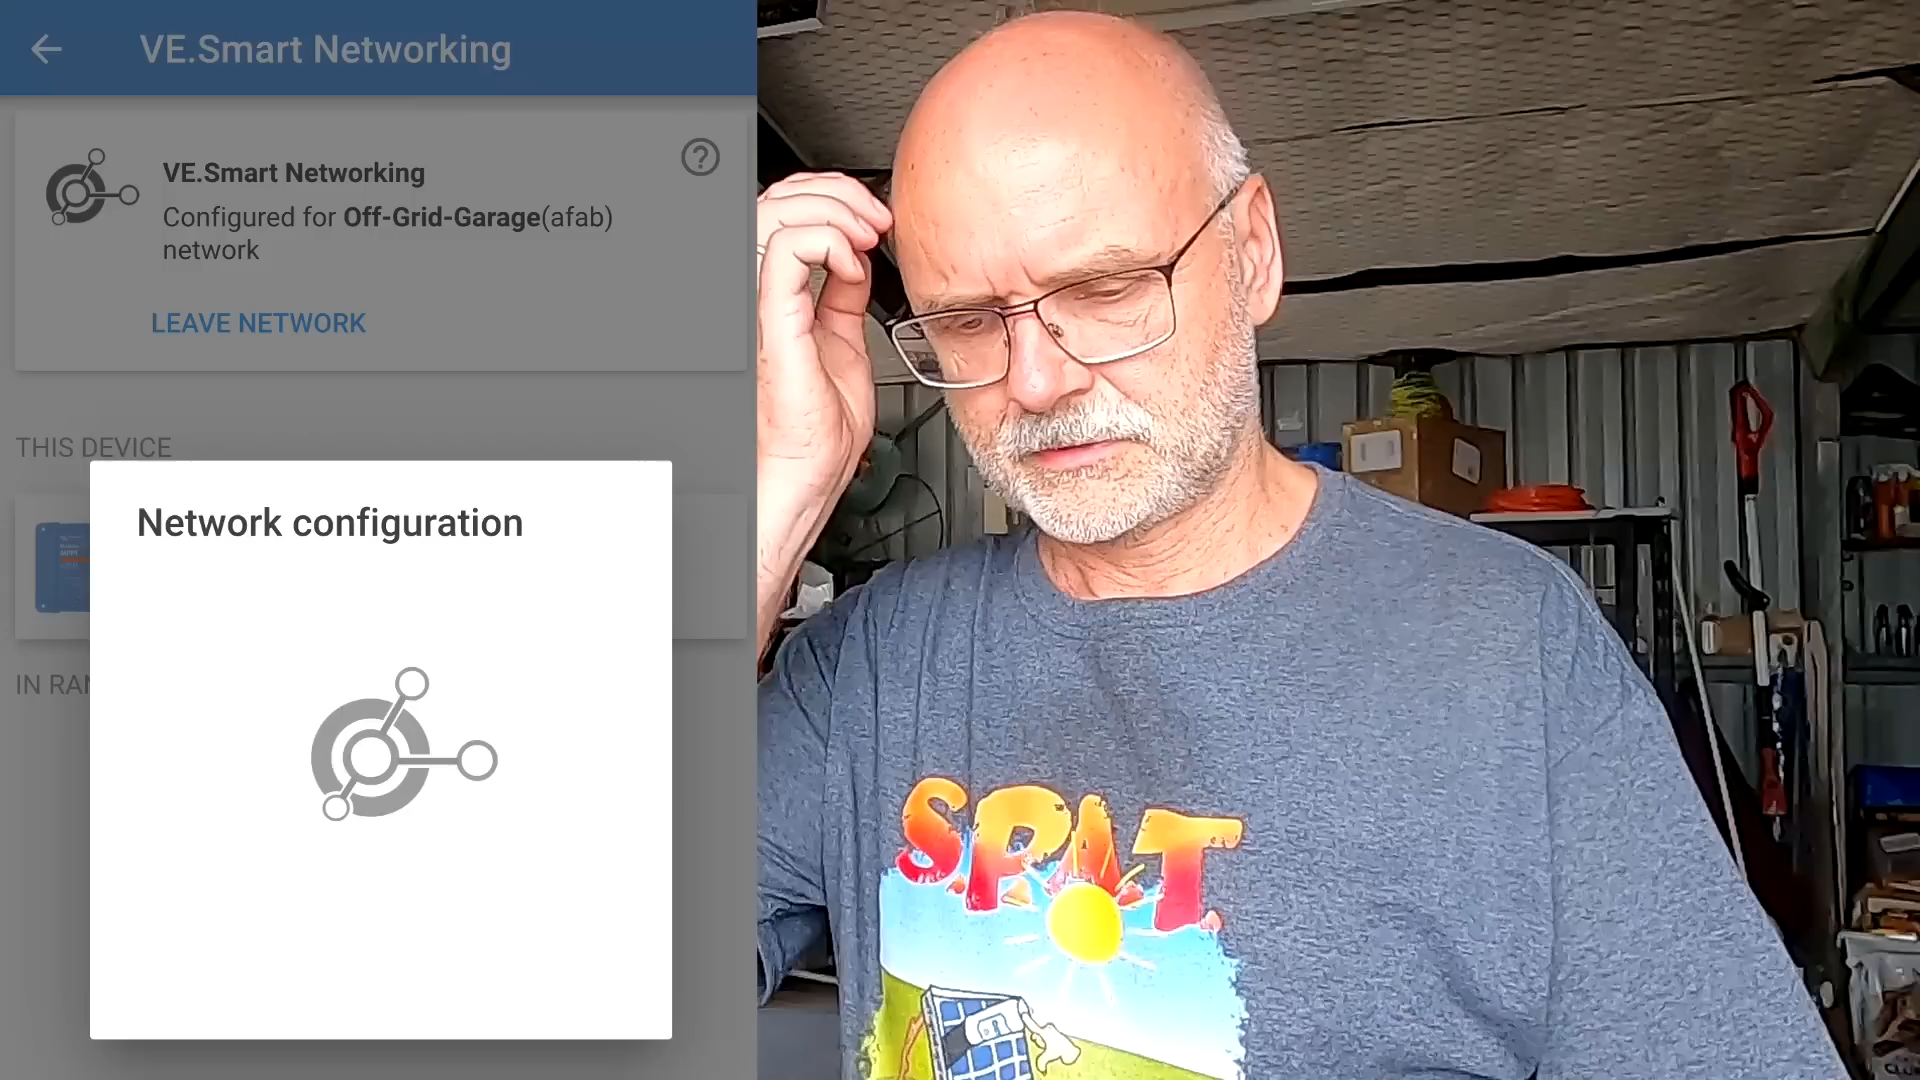 VE.Smart Networking
VE.Smart Networking
Configured for Off-Grid-Garage(afab)
network
LEAVE NETWORK
THIS DEVICE
Network configuration
MPPT
IN RAN
S.P.A.T.